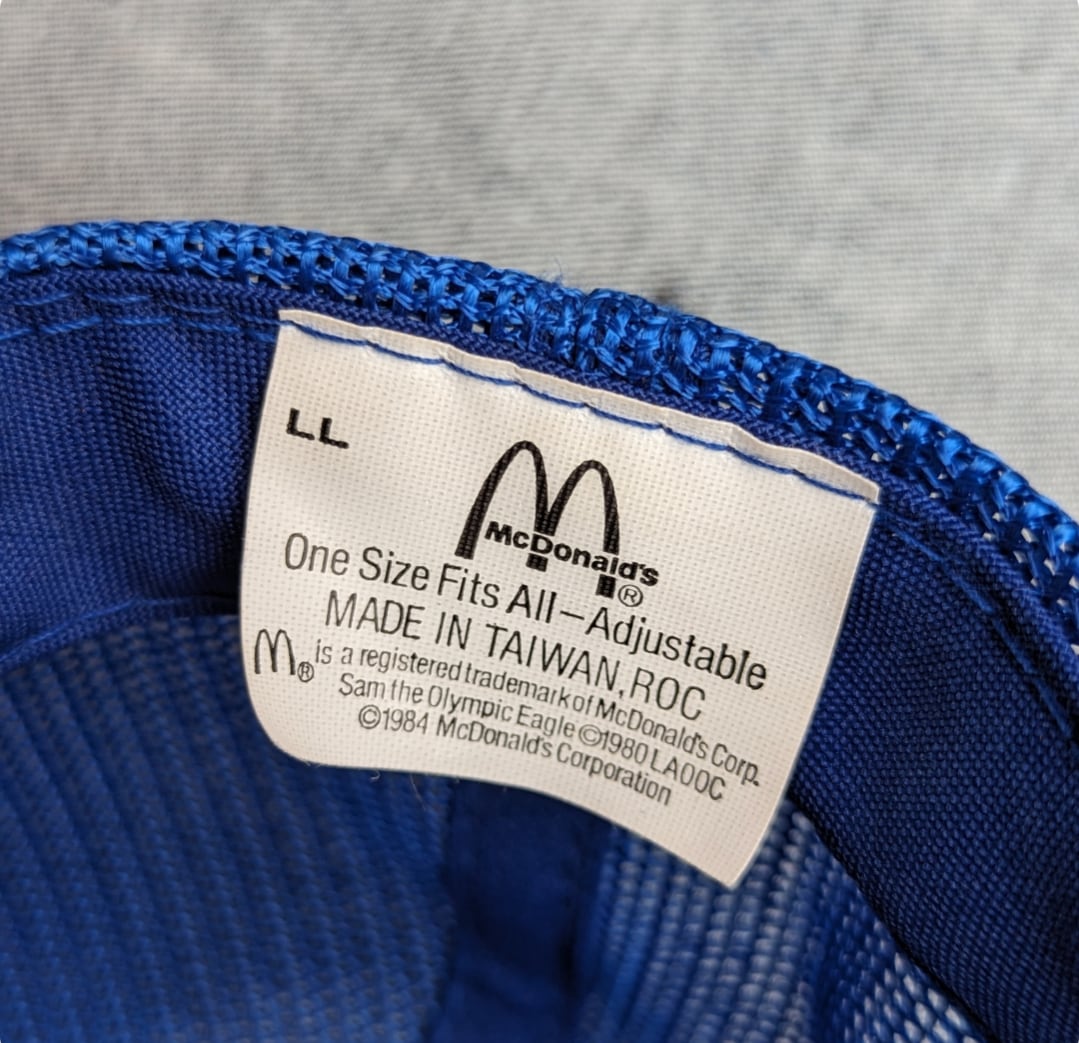 LL
McDonald's
®
One Size Fits All–Adjustable
MADE IN TAIWAN, ROC
M® is a registered trademark of McDonald's Corp.
Sam the Olympic Eagle ©1980 LAOOC
©1984 McDonald's Corporation